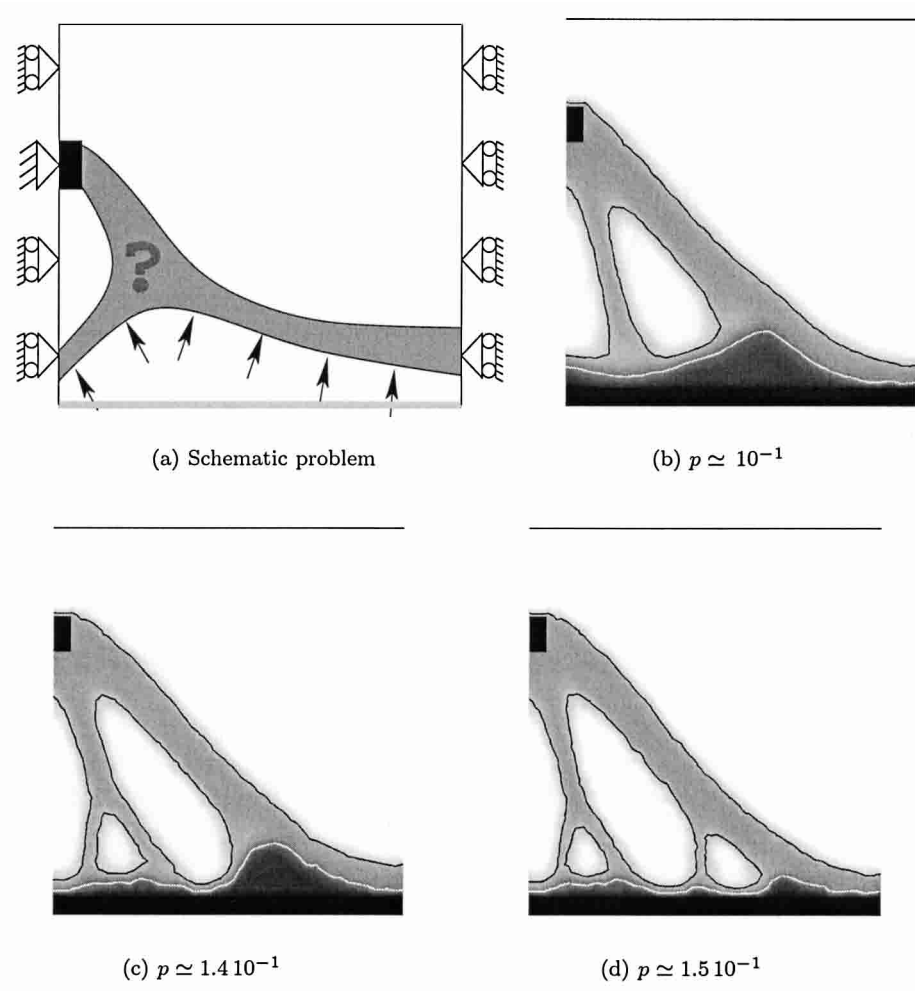 ?
(a) Schematic problem
(b) p ≃ 10⁻¹
(c) p ≃ 1.4 10⁻¹
(d) p ≃ 1.5 10⁻¹